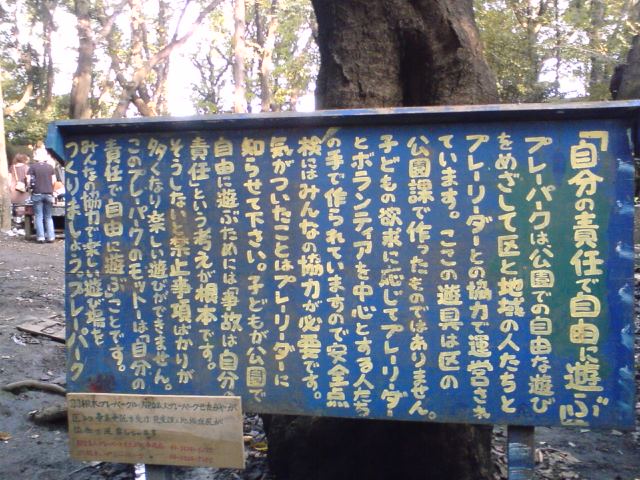 「自分の責任で自由に遊ぶ」
プレーパークは公園での自由な遊び
をめざして区と地域の人たちと
プレーリーダーとの協力で運営され
ています。ここの遊具は区の
公園課で作ったものではありません。
子どもの欲求に応じてプレーリーダー
とボランティアを中心とする人たち
の手で作られていますので安全点
検にはみんなの協力が必要です。
気がついたことはプレーリーダーに
知らせて下さい。子どもが公園で
自由に遊ぶためには「事故は自分の
責任」という考えが根本です。
そうしないと禁止事項ばかりが
多くなり楽しい遊びができません。
このプレーパークのモットーは「自分の
責任で自由に遊ぶ」ことです。
みんなの協力で楽しい遊び場を
つくりましょう。プレーパーク